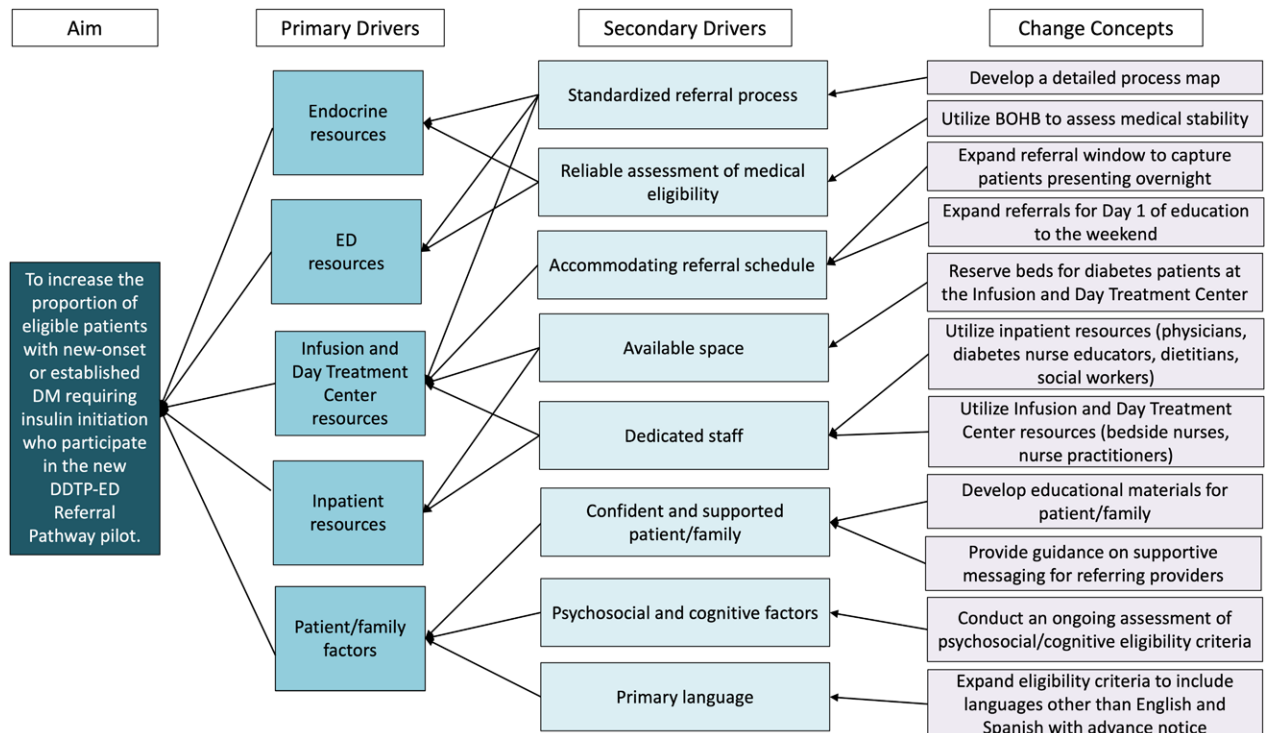 Aim
Primary Drivers
Secondary Drivers
Change Concepts
To increase the
proportion of
eligible patients
with new-onset
or established
DM requiring
insulin initiation
who participate
in the new
DDTP-ED
Referral
Pathway pilot.
Endocrine
resources
ED
resources
Infusion and
Day Treatment
Center
resources
Inpatient
resources
Patient/family
factors
Standardized referral process
Reliable assessment of medical
eligibility
Accommodating referral schedule
Available space
Dedicated staff
Confident and supported
patient/family
Psychosocial and cognitive factors
Primary language
Develop a detailed process map
Utilize BOHB to assess medical stability
Expand referral window to capture
patients presenting overnight
Expand referrals for Day 1 of education
to the weekend
Reserve beds for diabetes patients at
the Infusion and Day Treatment Center
Utilize inpatient resources (physicians,
diabetes nurse educators, dietitians,
social workers)
Utilize Infusion and Day Treatment
Center resources (bedside nurses,
nurse practitioners)
Develop educational materials for
patient/family
Provide guidance on supportive
messaging for referring providers
Conduct an ongoing assessment of
psychosocial/cognitive eligibility criteria
Expand eligibility criteria to include
languages other than English and
Spanish with advance notice